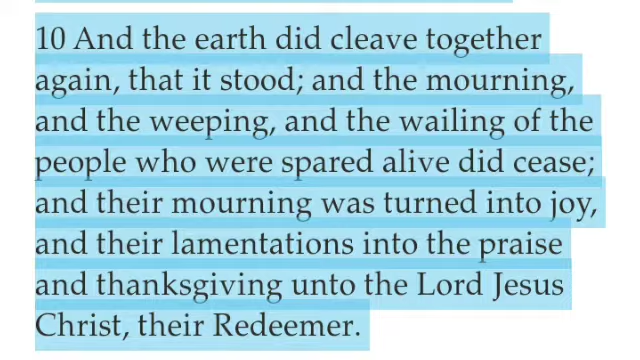 10 And the earth did cleave together
again, that it stood; and the mourning,
and the weeping, and the wailing of the
people who were spared alive did cease;
and their mourning was turned into joy,
and their lamentations into the praise
and thanksgiving unto the Lord Jesus
Christ, their Redeemer.